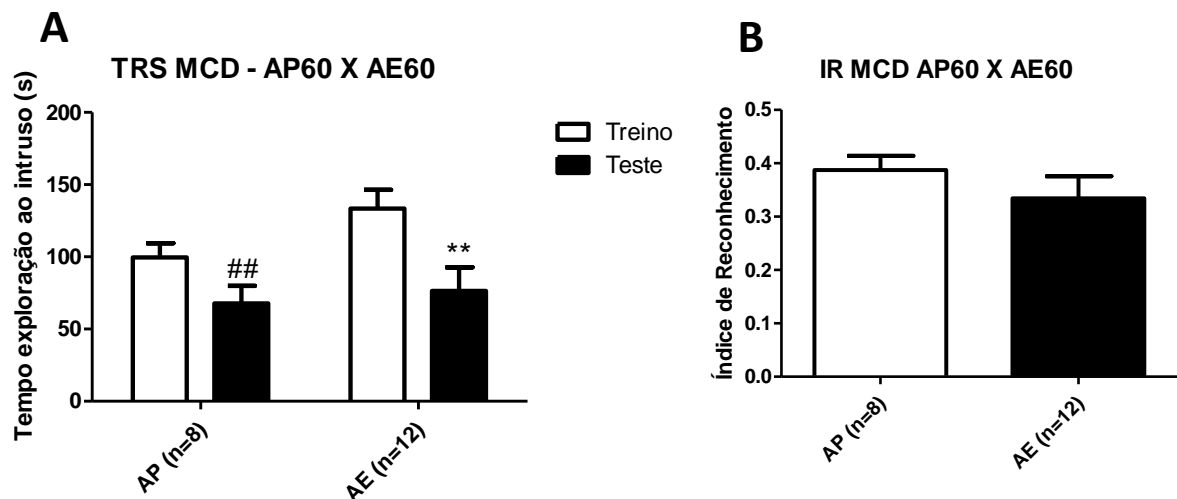 A
TRS MCD - AP60 X AE60
Tempo exploração ao intruso (s)
200
150
100
50
0
##
**
AP (n=8)
AE (n=12)
Treino
Teste
B
IR MCD AP60 X AE60
Índice de Reconhecimento
0.5
0.4
0.3
0.2
0.1
0.0
AP (n=8)
AE (n=12)